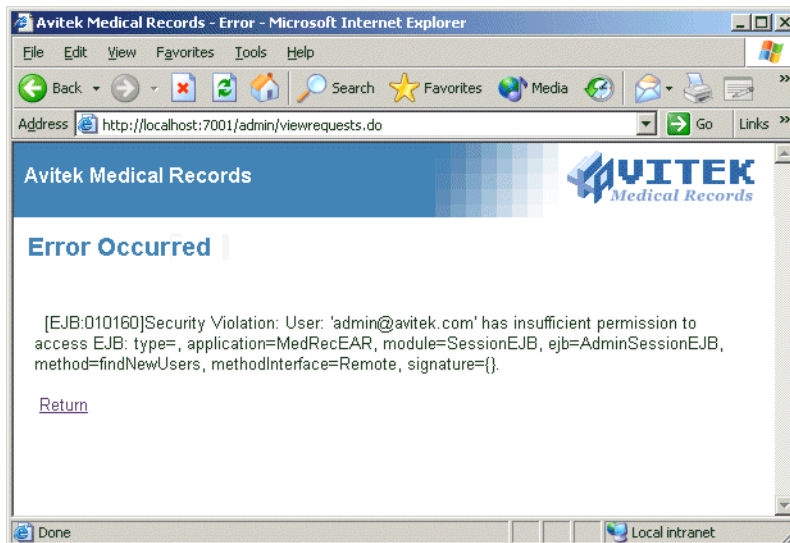 Avitek Medical Records - Error - Microsoft Internet Explorer
File Edit View Favorites Tools Help
Back Search Favorites Media »
Address http://localhost:7001/admin/viewrequests.do Go Links »
Avitek Medical Records
AVITEK
Medical Records
Error Occurred
[EJB:010160]Security Violation: User: 'admin@avitek.com' has insufficient permission to
access EJB: type=, application=MedRecEAR, module=SessionEJB, ejb=AdminSessionEJB,
method=findNewUsers, methodInterface=Remote, signature={}.
Return
Done Local intranet